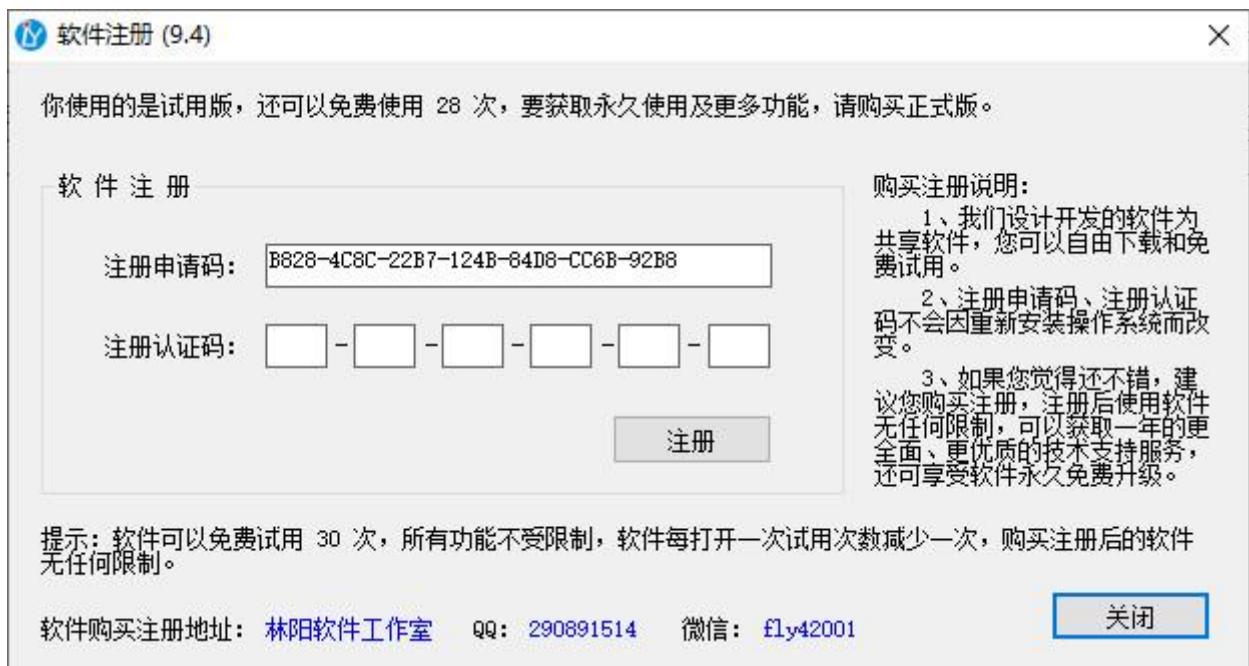 软件注册 (9.4)
你使用的是试用版，还可以免费使用 28 次，要获取永久使用及更多功能，请购买正式版。
软 件 注 册
注册申请码： B828-4C8C-22B7-124B-84D8-CC6B-92B8
注册认证码： - - - - -
注册
购买注册说明：
1、我们设计开发的软件为
共享软件，您可以自由下载和免
费试用。
2、注册申请码、注册认证
码不会因重新安装操作系统而改
变。
3、如果您觉得还不错，建
议您购买注册，注册后使用软件
无任何限制，可以获取一年的更
全面、更优质的技术支持服务，
还可享受软件永久免费升级。
提示：软件可以免费试用 30 次，所有功能不受限制，软件每打开一次试用次数减少一次，购买注册后的软件
无任何限制。
软件购买注册地址： 林阳软件工作室 QQ： 290891514 微信： fly42001
关闭